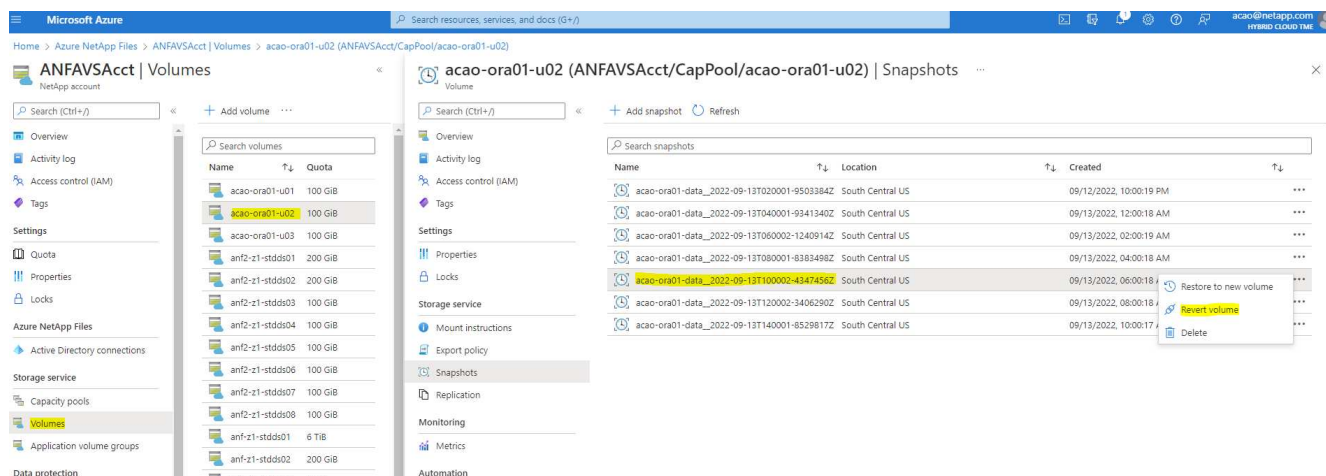 Microsoft Azure
Search resources, services, and docs (G+/)
acao@netapp.com
HYBRID CLOUD TME
Home > Azure NetApp Files > ANFAVSAcct | Volumes > acao-ora01-u02 (ANFAVSAcct/CapPool/acao-ora01-u02)
ANFAVSAcct | Volumes
NetApp account
Search (Ctrl+/)
Overview
Activity log
Access control (IAM)
Tags
Settings
Quota
Properties
Locks
Azure NetApp Files
Active Directory connections
Storage service
Capacity pools
Volumes
Application volume groups
Data protection
+ Add volume ...
Search volumes
Name ↑↓ Quota
acao-ora01-u01 100 GiB
acao-ora01-u02 100 GiB
acao-ora01-u03 100 GiB
anf2-z1-stdds01 200 GiB
anf2-z1-stdds02 200 GiB
anf2-z1-stdds03 100 GiB
anf2-z1-stdds04 100 GiB
anf2-z1-stdds05 100 GiB
anf2-z1-stdds06 100 GiB
anf2-z1-stdds07 100 GiB
anf2-z1-stdds08 100 GiB
anf-z1-stdds01 6 TiB
anf-z1-stdds02 200 GiB
acao-ora01-u02 (ANFAVSAcct/CapPool/acao-ora01-u02) | Snapshots ...
Volume
Search (Ctrl+/)
Overview
Activity log
Access control (IAM)
Tags
Settings
Properties
Locks
Storage service
Mount instructions
Export policy
Snapshots
Replication
Monitoring
Metrics
Automation
+ Add snapshot Refresh
Search snapshots
Name ↑↓ Location ↑↓ Created ↑↓
acao-ora01-data__2022-09-13T020001-9503384Z South Central US 09/12/2022, 10:00:19 PM ...
acao-ora01-data__2022-09-13T040001-9341340Z South Central US 09/13/2022, 12:00:18 AM ...
acao-ora01-data__2022-09-13T060002-1240914Z South Central US 09/13/2022, 02:00:19 AM ...
acao-ora01-data__2022-09-13T080001-8383498Z South Central US 09/13/2022, 04:00:18 AM ...
acao-ora01-data__2022-09-13T100002-4347456Z South Central US 09/13/2022, 06:00:18 ...
acao-ora01-data__2022-09-13T120002-3406290Z South Central US 09/13/2022, 08:00:18 ...
acao-ora01-data__2022-09-13T140001-8529817Z South Central US 09/13/2022, 10:00:17 ...
Restore to new volume
Revert volume
Delete